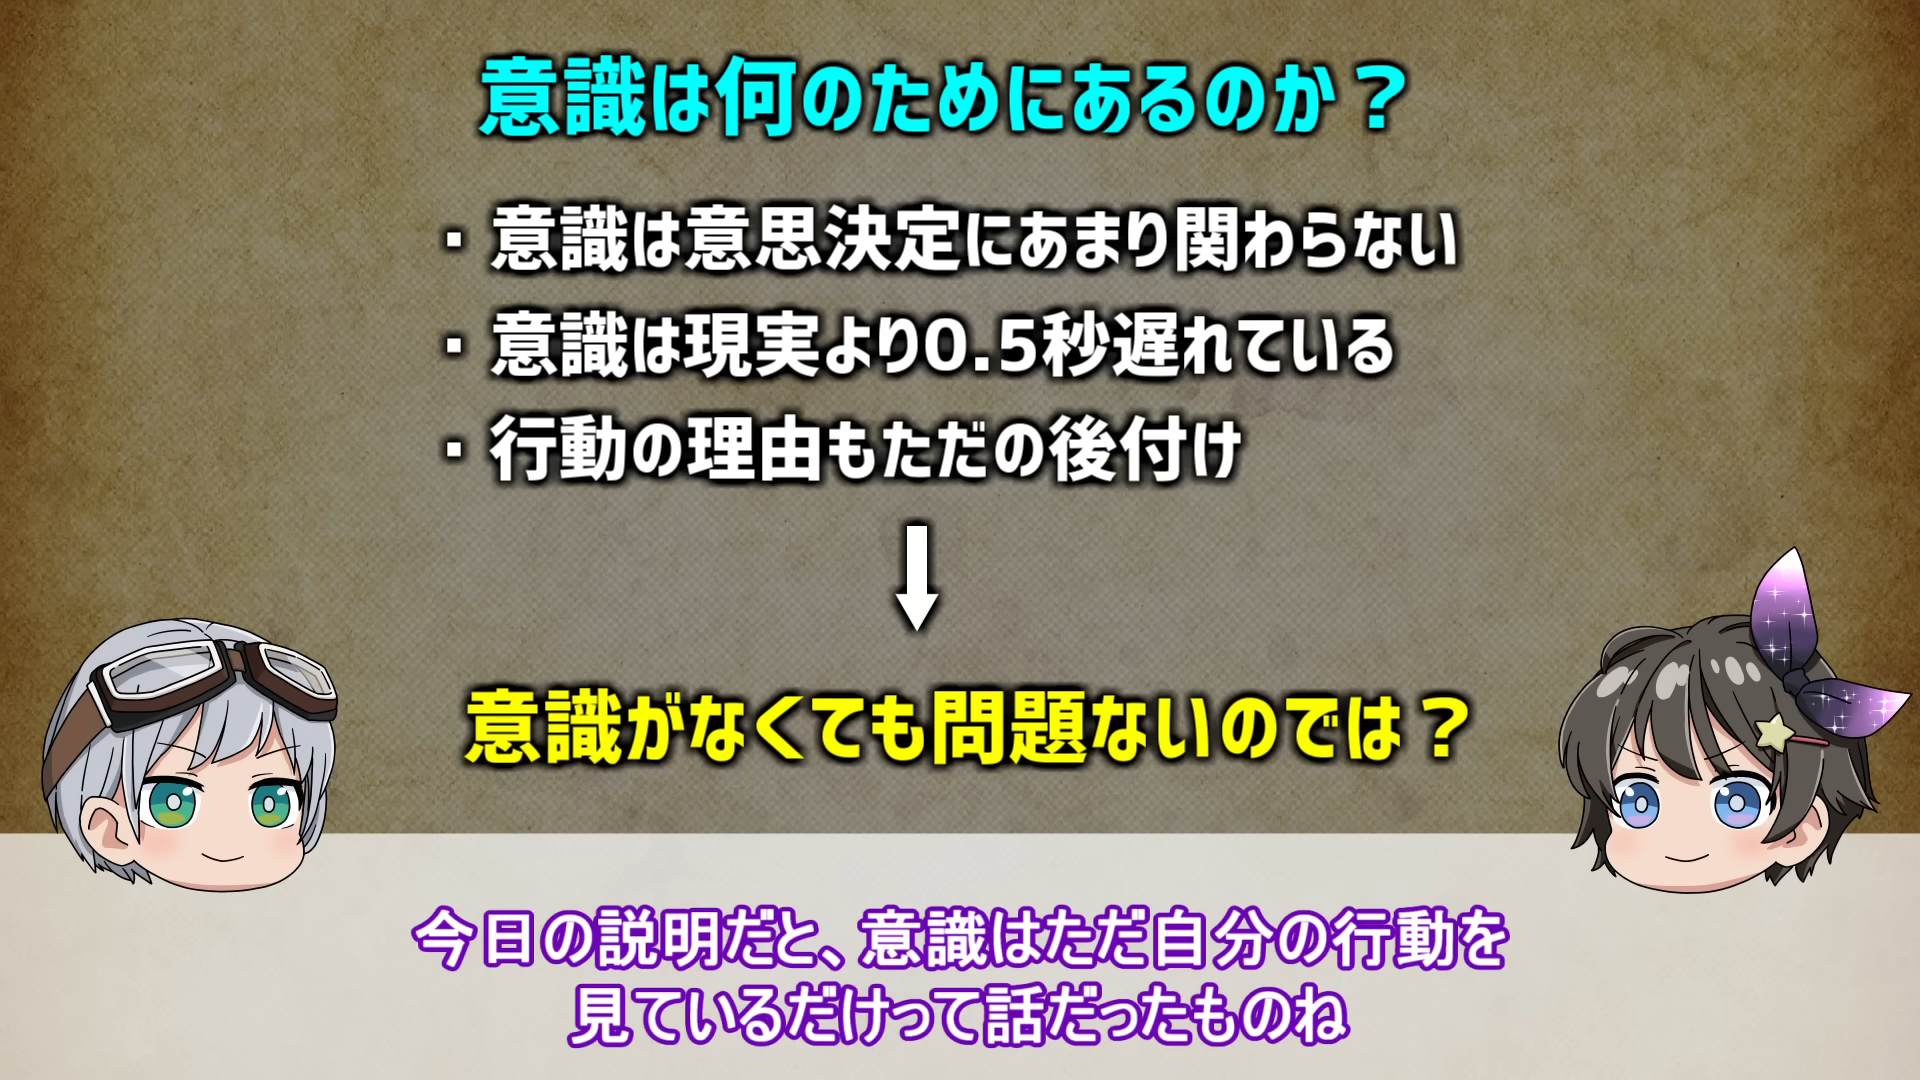 意識は何のためにあるのか？
・意識は意思決定にあまり関わらない
・意識は現実より0.5秒遅れている
・行動の理由もただの後付け
意識がなくても問題ないのでは？
今日の説明だと、意識はただ自分の行動を
見ているだけって話だったものね